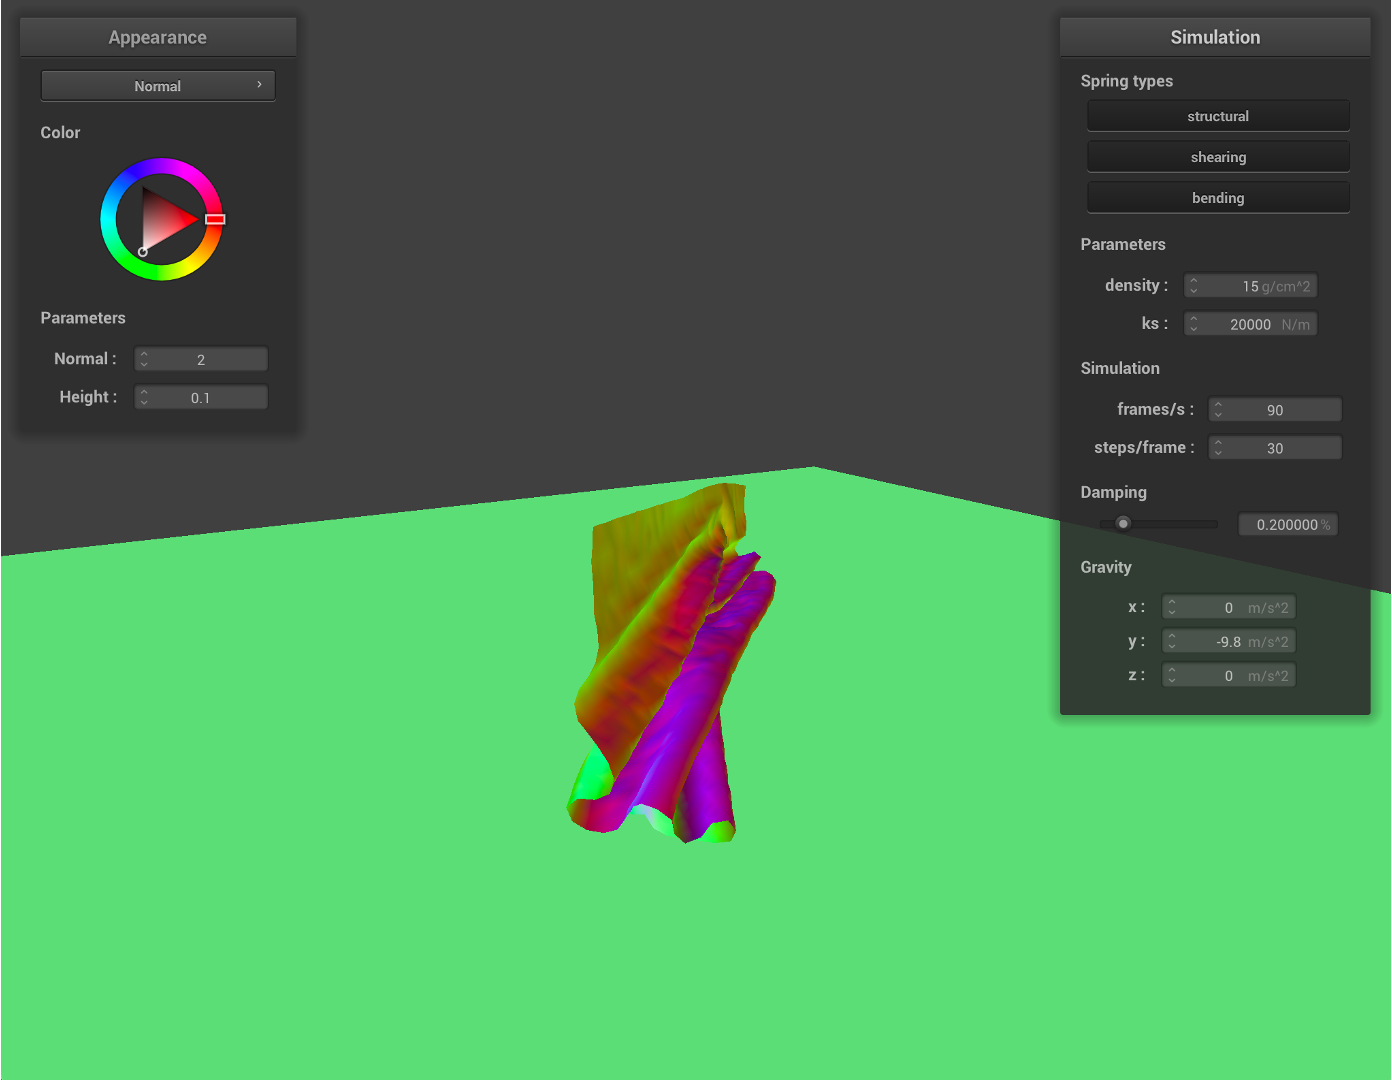 Appearance
Normal
Color
Parameters
Normal :
2
Height :
0.1
Simulation
Spring types
structural
shearing
bending
Parameters
density :
15 g/cm^2
ks :
20000 N/m
Simulation
frames/s :
90
steps/frame :
30
Damping
0.200000 %
Gravity
x :
0 m/s^2
y :
-9.8 m/s^2
z :
0 m/s^2